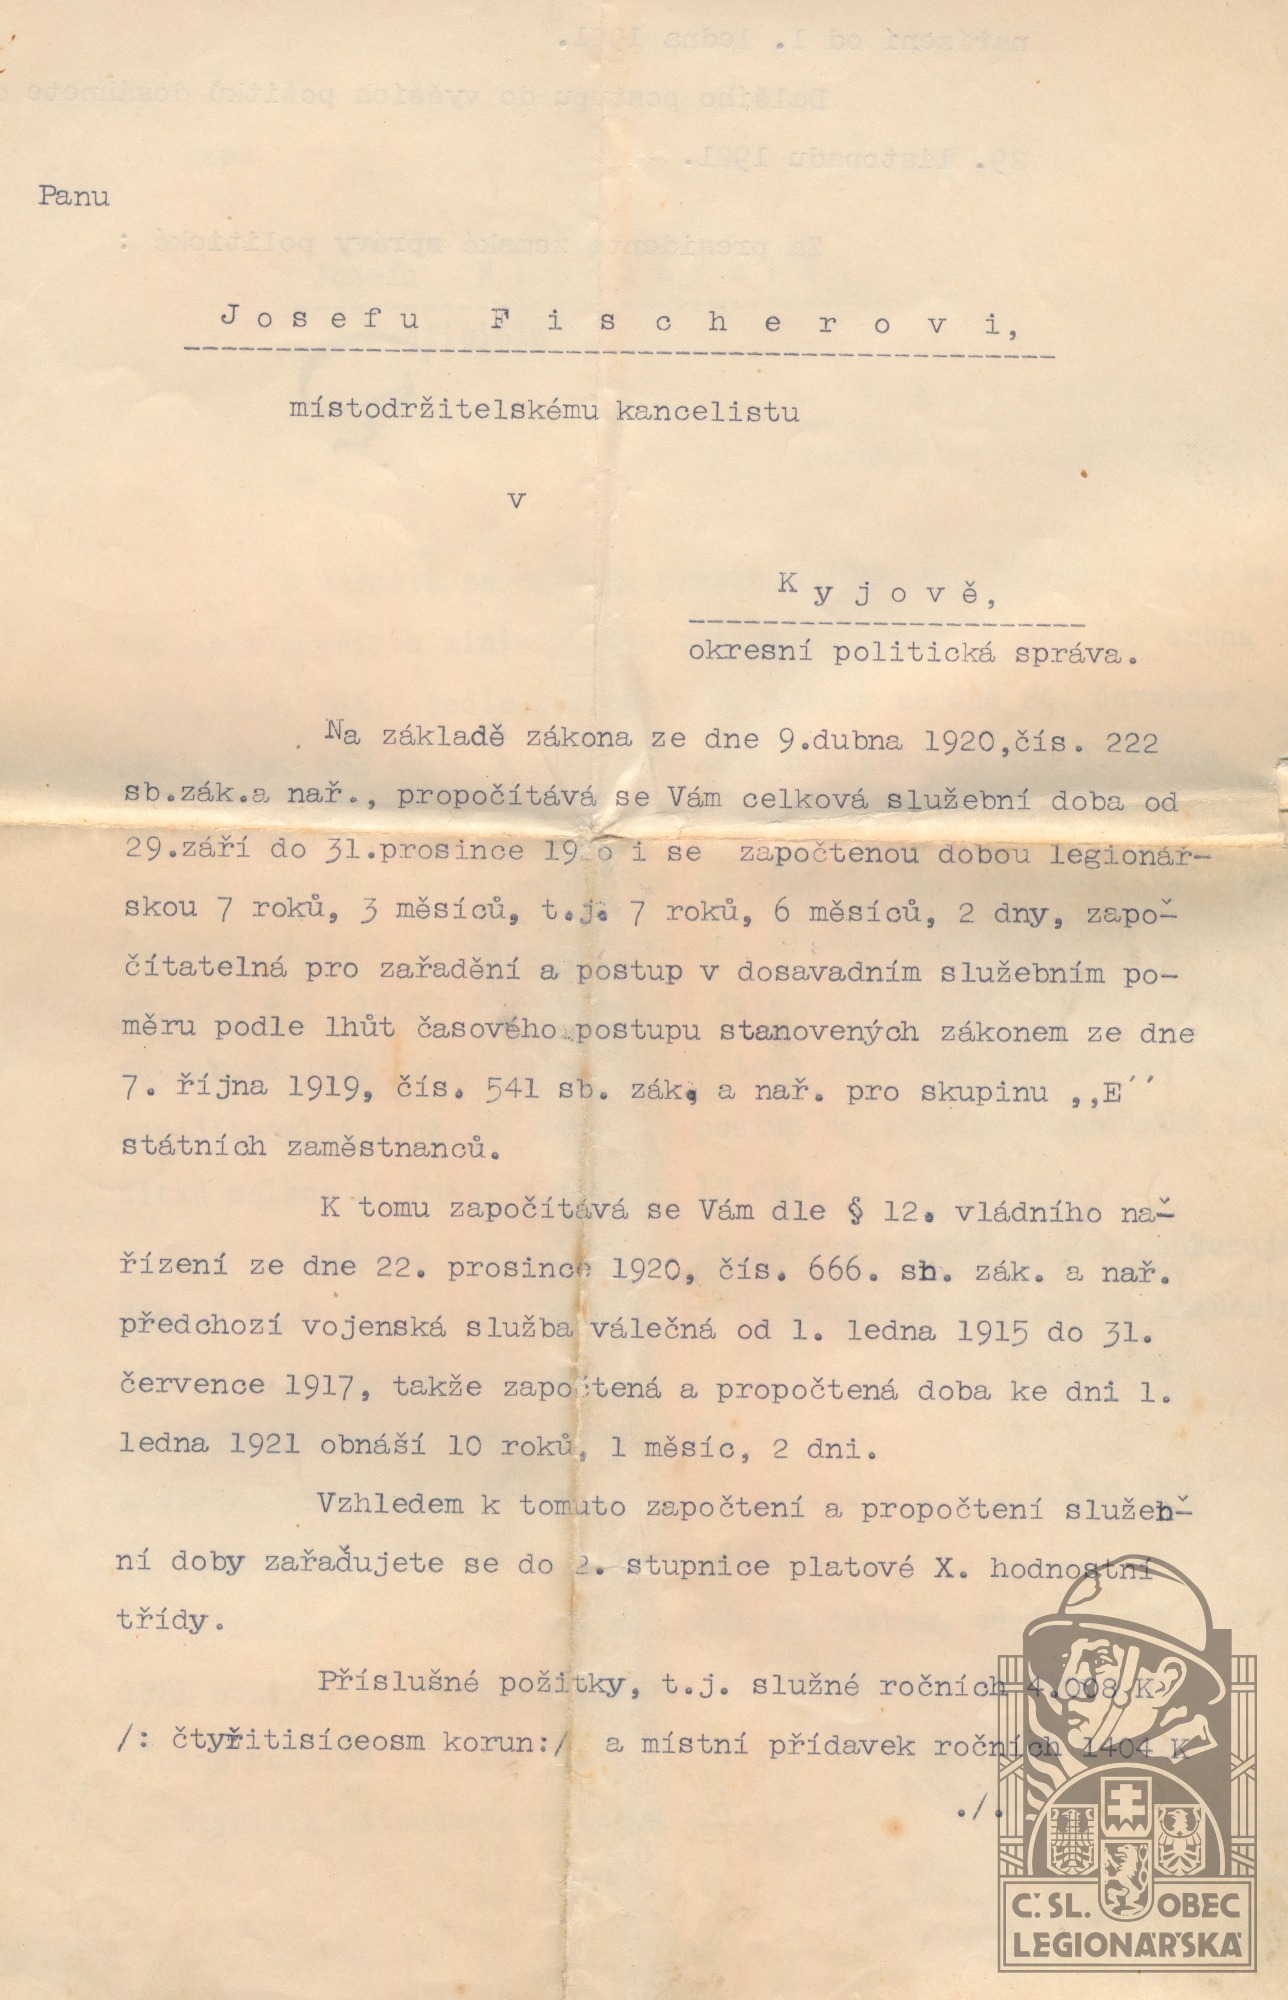 Panu
Josefu Fischerovi,
místodržitelskému kancelistu
v
Kyjově,
okresní politická správa.
Na základě zákona ze dne 9.dubna 1920,čís. 222
sb.zák.a nař., propočítává se Vám celková služební doba od
29.září do 31.prosince i se započtenou dobou legionář-
skou 7 roků, 3 měsíců, t.j. 7 roků, 6 měsíců, 2 dny, započ-
čítatelná pro zařadění a postup v dosavadním služebním po-
měru podle lhůt časového postupu stanovených zákonem ze dne
7. října 1919, čís. 541 sb. zák. a nař. pro skupinu ,,E´´
státních zaměstnanců.
K tomu započítává se Vám dle § 12. vládního na-
řízení ze dne 22. prosince 1920, čís. 666. sb. zák. a nař.
předchozí vojenská služba válečná od 1. ledna 1915 do 31.
července 1917, takže započtená a propočtená doba ke dni 1.
ledna 1921 obnáší 10 roků, 1 měsíc, 2 dni.
Vzhledem k tomuto započtení a propočtení služeb-
ní doby zařaďujete se do 2. stupnice platové X. hodnostní
třídy.
Příslušné požitky, t.j. služné ročních 4.008 K
/: čtyřitisíceosm korun:/ a místní přídavek ročních 1404 K
./.
Č.SL. OBEC
LEGIONÁŘSKÁ